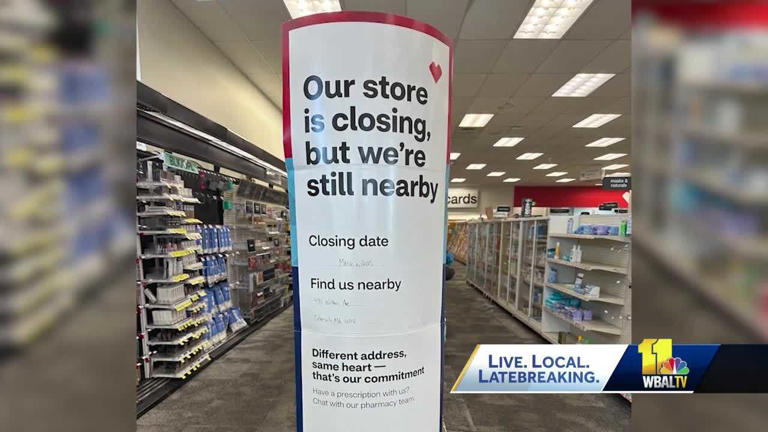 Our store
is closing,
but we're
still nearby
Closing date
Find us nearby
Different address,
same heart —
that's our commitment
Have a prescription with us?
Chat with our pharmacy team.
cards
LIVE. LOCAL.
LATEBREAKING.
11
WBALTV